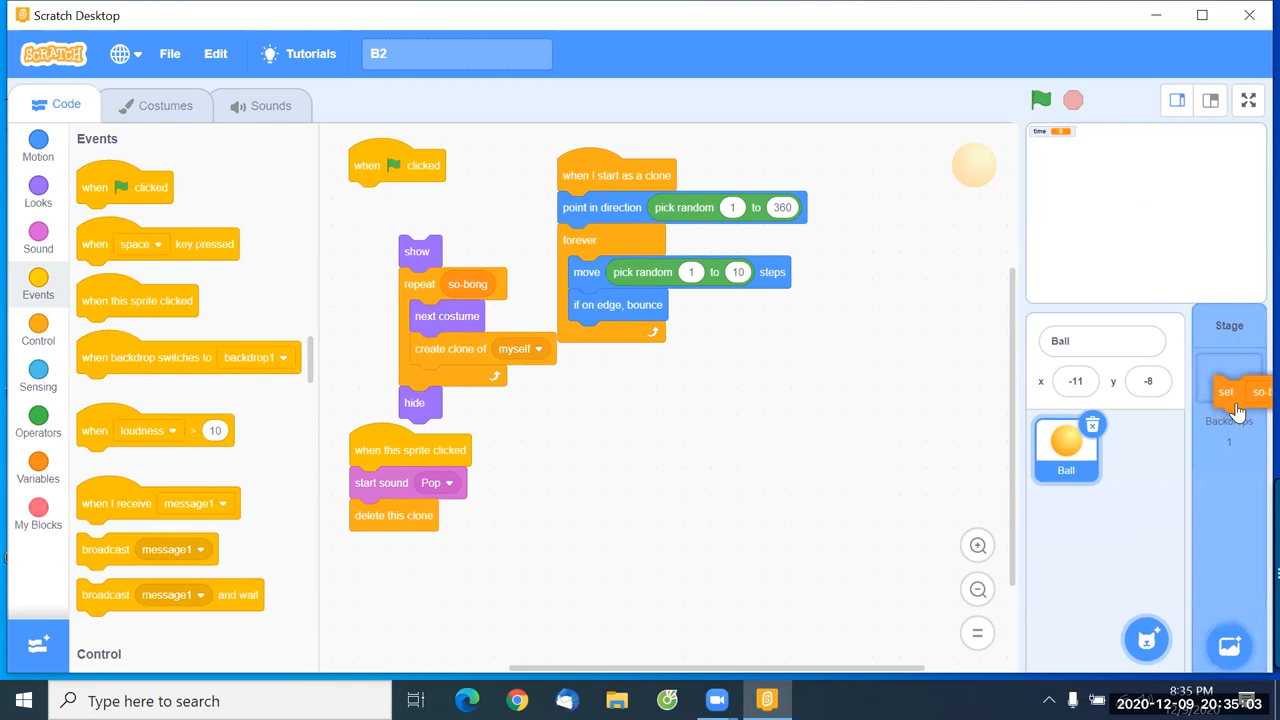 Scratch Desktop
SCRATCH
File
Edit
Tutorials
B2
Code
Costumes
Sounds
Motion
Looks
Sound
Events
Control
Sensing
Operators
Variables
My Blocks
Events
when clicked
when space key pressed
when this sprite clicked
when backdrop switches to backdrop1
when loudness > 10
when I receive message1
broadcast message1
broadcast message1 and wait
Control
when clicked
show
repeat so-bong
next costume
create clone of myself
hide
when this sprite clicked
start sound Pop
delete this clone
when I start as a clone
point in direction pick random 1 to 360
forever
move pick random 1 to 10 steps
if on edge, bounce
time
Ball
x -11 y -8
Ball
Stage
set so-b
Backdrops
1
Type here to search
8:35 PM
2020-12-09 20:35:03